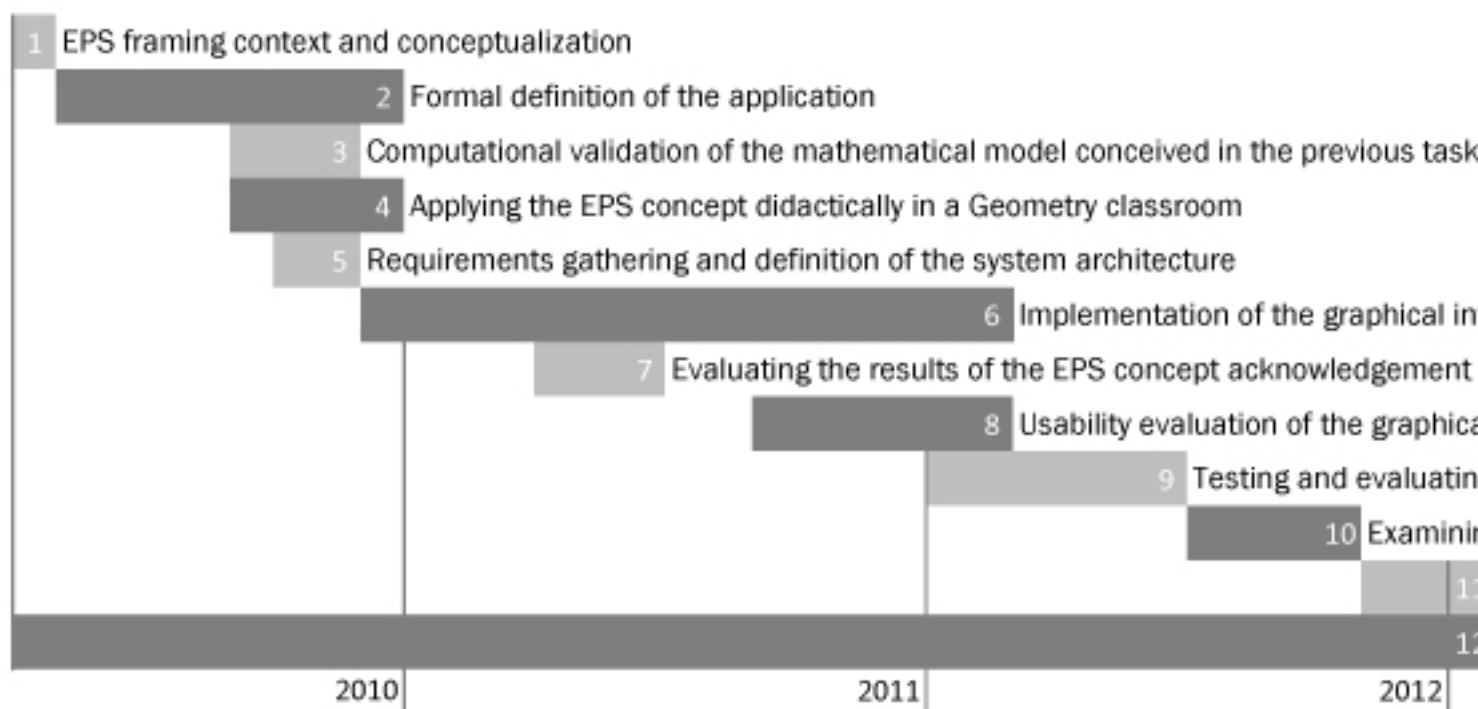 1 EPS framing context and conceptualization
2 Formal definition of the application
3 Computational validation of the mathematical model conceived in the previous task
4 Applying the EPS concept didactically in a Geometry classroom
5 Requirements gathering and definition of the system architecture
6 Implementation of the graphical in
7 Evaluating the results of the EPS concept acknowledgement
8 Usability evaluation of the graphica
9 Testing and evaluatin
10 Examinin
11
12
2010 2011 2012